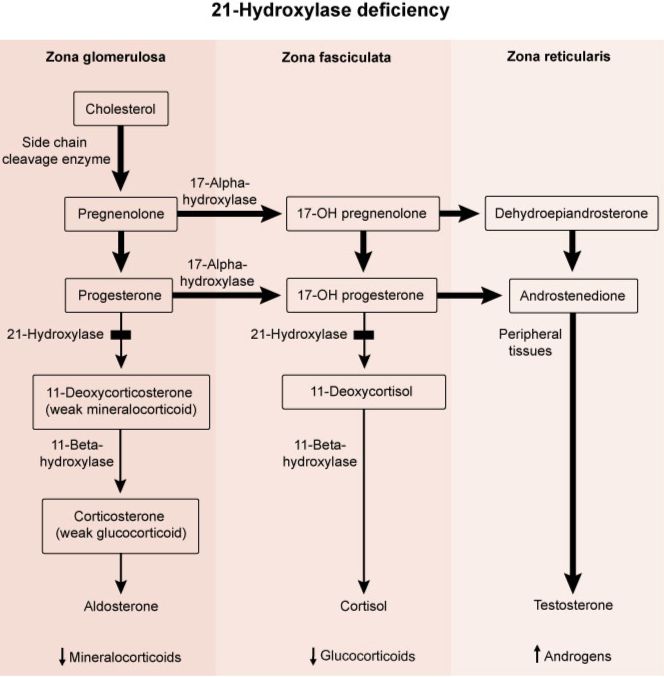 21-Hydroxylase deficiency
Zona glomerulosa
Zona fasciculata
Zona reticularis
Cholesterol
Side chain
cleavage enzyme
17-Alpha-
hydroxylase
Pregnenolone
17-OH pregnenolone
Dehydroepiandrosterone
17-Alpha-
hydroxylase
Progesterone
17-OH progesterone
Androstenedione
21-Hydroxylase
21-Hydroxylase
Peripheral
tissues
11-Deoxycorticosterone
(weak mineralocorticoid)
11-Deoxycortisol
11-Beta-
hydroxylase
11-Beta-
hydroxylase
Corticosterone
(weak glucocorticoid)
Aldosterone
Cortisol
Testosterone
↓ Mineralocorticoids
↓ Glucocorticoids
↑ Androgens